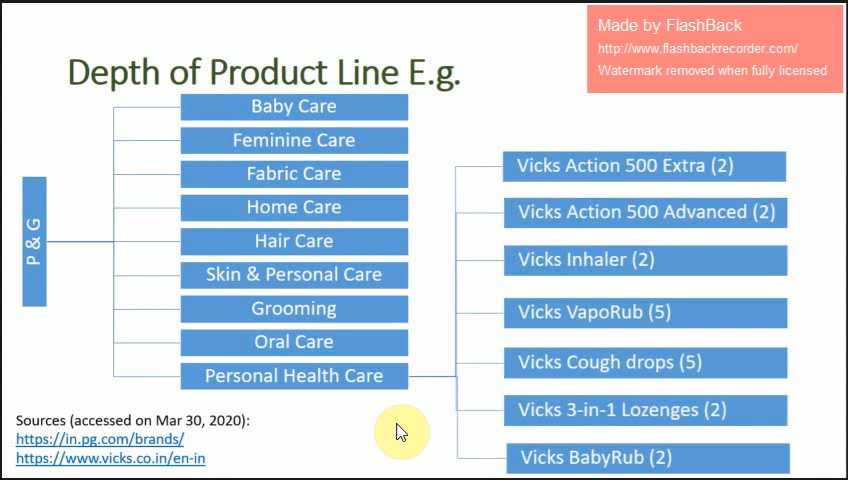 Made by FlashBack
http://www.flashbackrecorder.com/
Watermark removed when fully licensed
Depth of Product Line E.g.
P & G
Baby Care
Feminine Care
Fabric Care
Home Care
Hair Care
Skin & Personal Care
Grooming
Oral Care
Personal Health Care
Vicks Action 500 Extra (2)
Vicks Action 500 Advanced (2)
Vicks Inhaler (2)
Vicks VapoRub (5)
Vicks Cough drops (5)
Vicks 3-in-1 Lozenges (2)
Vicks BabyRub (2)
Sources (accessed on Mar 30, 2020):
https://in.pg.com/brands/
https://www.vicks.co.in/en-in